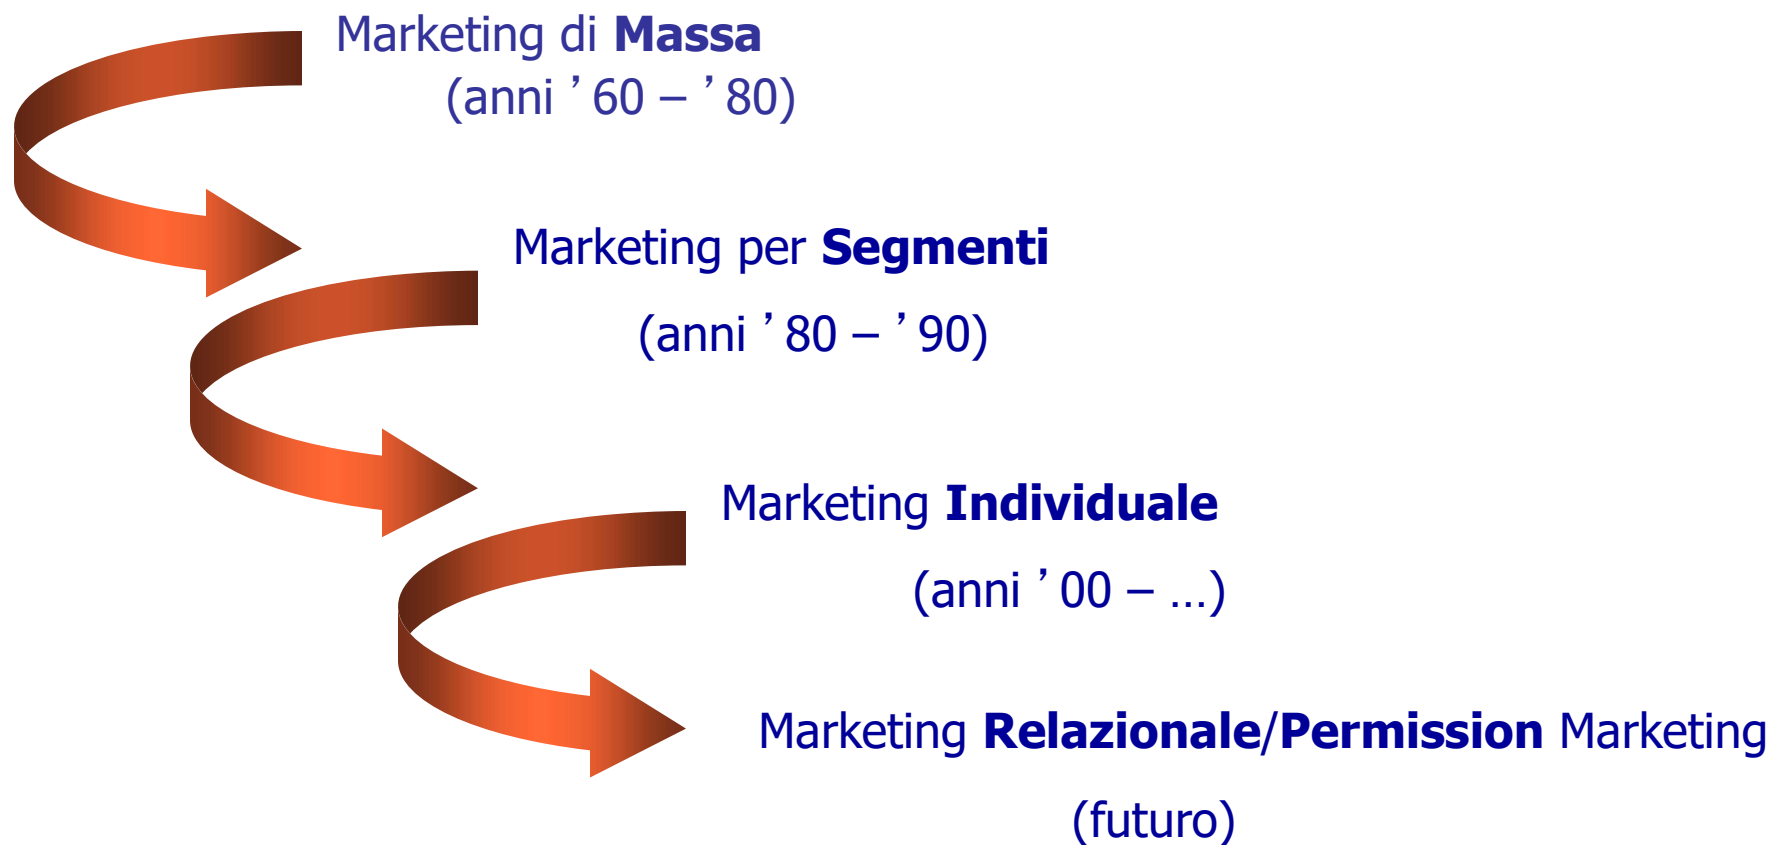 Marketing di Massa
(anni ’60 – ’80)
Marketing per Segmenti
(anni ’80 – ’90)
Marketing Individuale
(anni ’00 – …)
Marketing Relazionale/Permission Marketing
(futuro)